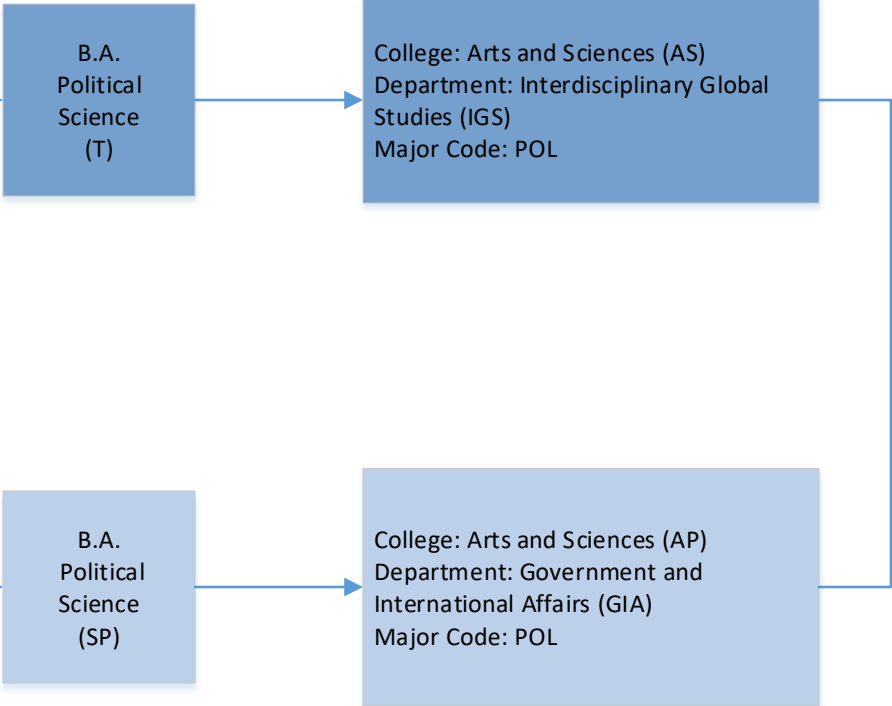 B.A.
Political
Science
(T)
College: Arts and Sciences (AS)
Department: Interdisciplinary Global
Studies (IGS)
Major Code: POL
B.A.
Political
Science
(SP)
College: Arts and Sciences (AP)
Department: Government and
International Affairs (GIA)
Major Code: POL